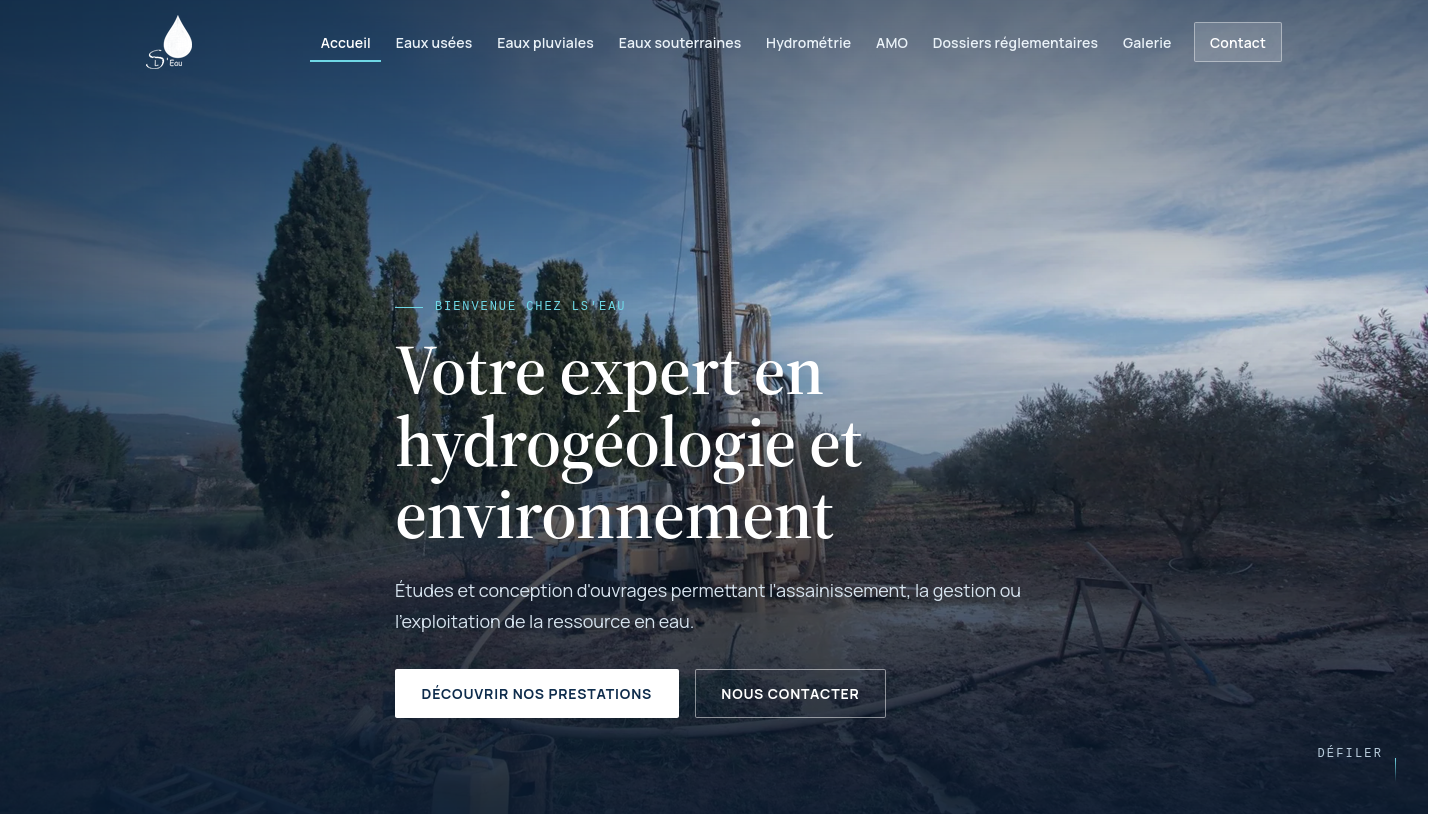 S
L 'Eau
Accueil
Eaux usées
Eaux pluviales
Eaux souterraines
Hydrométrie
AMO
Dossiers réglementaires
Galerie
Contact
BIENVENUE CHEZ LS'EAU
Votre expert en
hydrogéologie et
environnement
Études et conception d'ouvrages permettant l'assainissement, la gestion ou
l'exploitation de la ressource en eau.
DÉCOUVRIR NOS PRESTATIONS
NOUS CONTACTER
DÉFILER